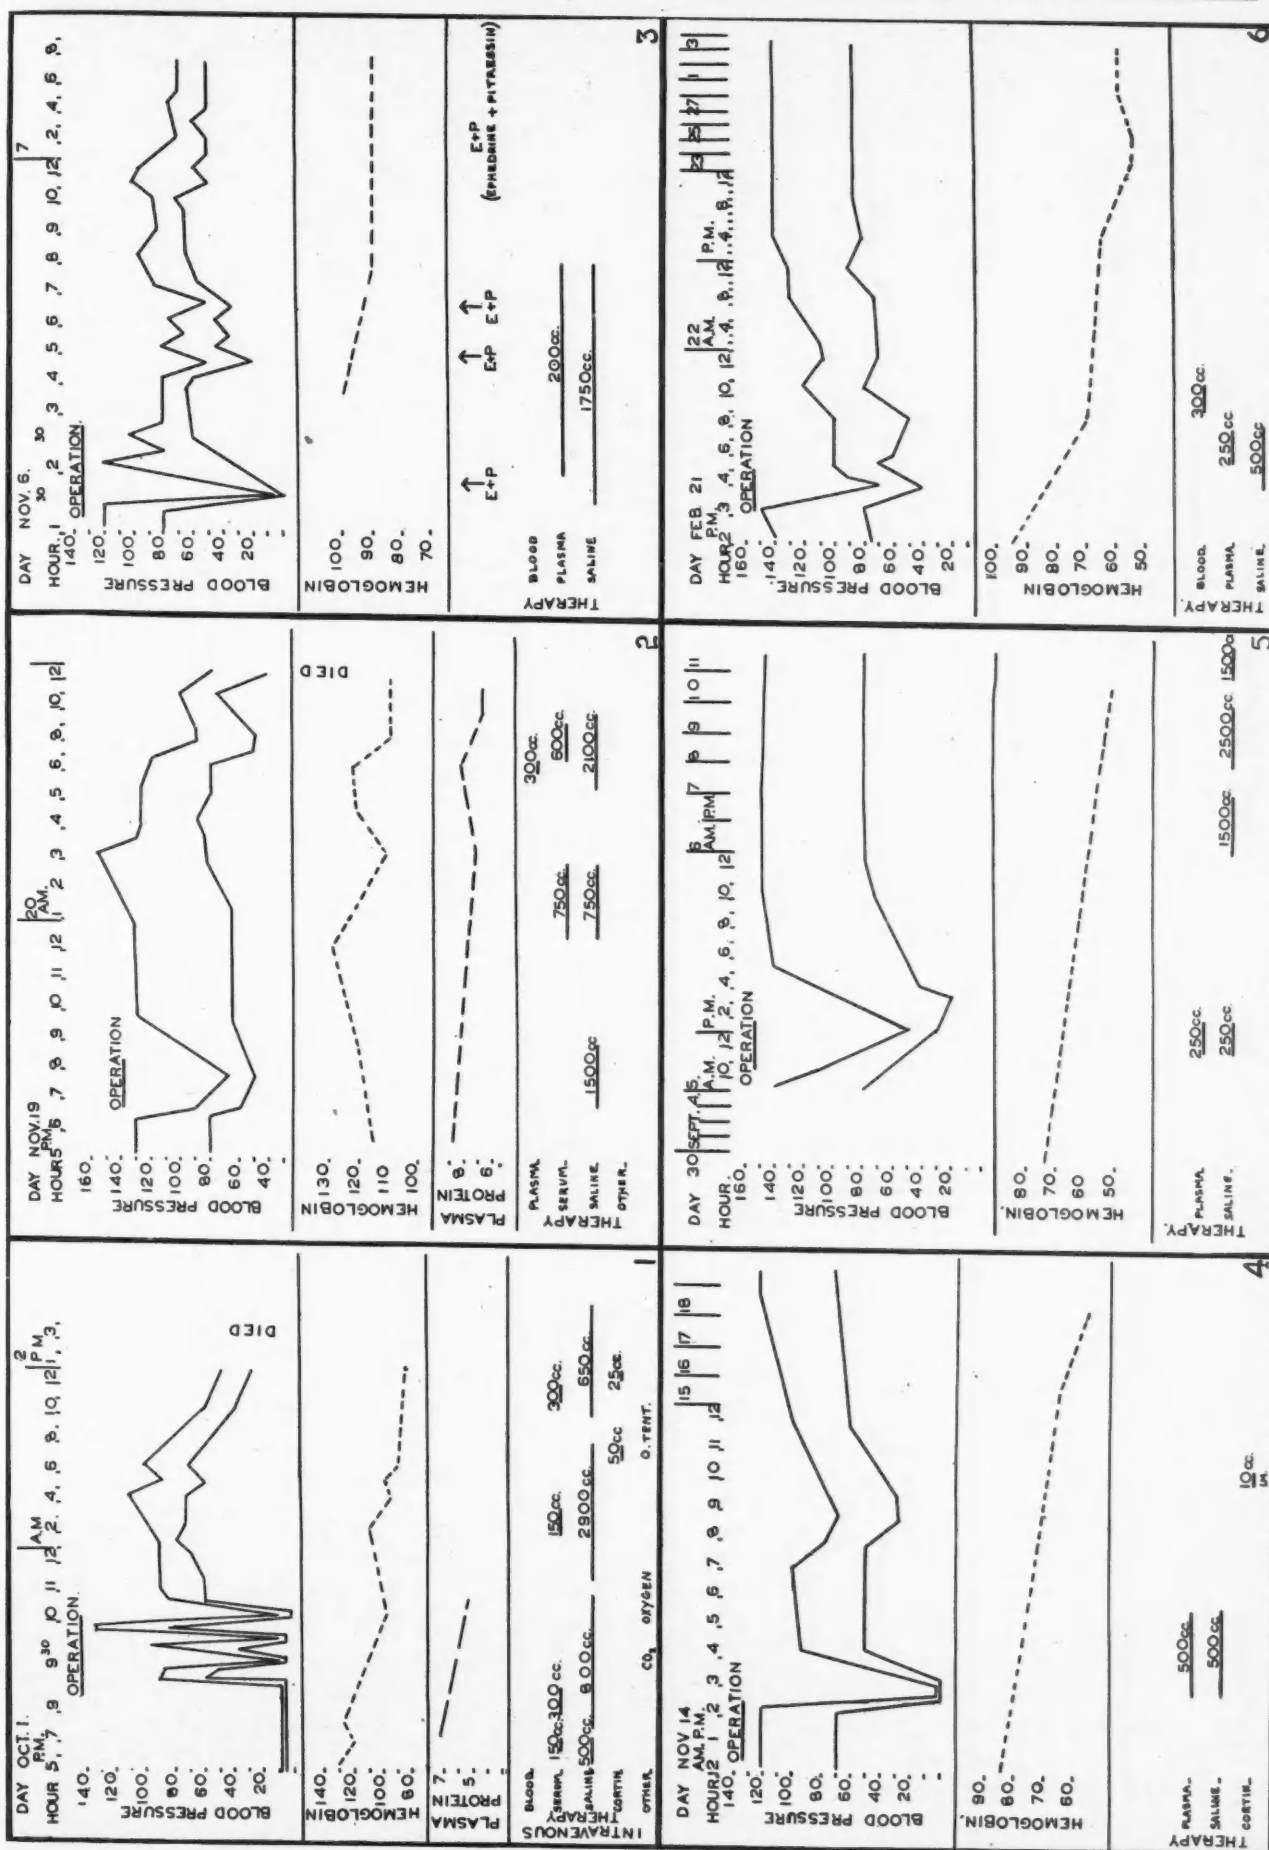 DAY OCT. 1. 2
P.M. A.M. P.M.
HOUR 5, 7, 9 9 30 10 11 12 2 4 6 8 10 12 1 3
OPERATION
140. 120. 100. 80. 60. 40. 20.
BLOOD PRESSURE
DIED
140. 120. 100. 80.
HEMOGLOBIN
7. 5.
PLASMA PROTEIN
INTRAVENOUS THERAPY
BLOOD
SERUM 150cc. 300cc. 150cc. 300cc.
SALINE 500cc. 800cc. 2900cc. 650cc.
CORTIN 50cc 25cc.
OTHER CO2 OXYGEN O. TENT.
1
DAY NOV. 19 20
P.M. A.M.
HOUR 5 6 7 8 9 10 11 12 1 2 3 4 5 6 8 10 12
OPERATION
160. 140. 120. 100. 80. 60. 40.
BLOOD PRESSURE
DIED
130. 120. 110. 100.
HEMOGLOBIN
8. 6.
PLASMA PROTEIN
THERAPY
PLASMA 300cc.
SERUM 750cc. 600cc.
SALINE 1500cc 750cc. 2100cc.
OTHER
2
DAY NOV. 6. 7
HOUR 1 30 2 30 3 4 5 6 7 8 9 10 12 2 4 6 8
OPERATION.
140. 120. 100. 80. 60. 40. 20.
BLOOD PRESSURE
100. 90. 80. 70.
HEMOGLOBIN
E+P E+P E+P E+P
(EPHEDRINE + PITRESSIN)
THERAPY
BLOOD
PLASMA 200cc.
SALINE 1750cc.
3
DAY NOV 14 15 16 17 18
A.M. P.M.
HOUR 12 1 2 3 4 5 6 7 8 9 10 11 12
OPERATION
140. 120. 100. 80. 60. 40. 20.
BLOOD PRESSURE
90. 80. 70. 60.
HEMOGLOBIN.
THERAPY
PLASMA 500cc.
SALINE 500cc.
CORTIN 10cc.
4
DAY 30 SEPT. 4 5. 6 7 8 9 10 11
A.M. P.M. A.M. P.M.
HOUR. 10 12 2 4 6 8 10 12
OPERATION
160. 140. 120. 100. 80. 60. 40. 20.
BLOOD PRESSURE
80. 70. 60. 50.
HEMOGLOBIN.
THERAPY.
PLASMA 250cc.
SALINE 250cc. 1500cc. 2500cc 1500c
5
DAY FEB. 21 22 23 25 27 1 3
P.M. A.M. P.M.
HOUR 2 3 4 6 8 10 12 4 8 12 4 8 12
OPERATION
160. 140. 120. 100. 80. 60. 40. 20.
BLOOD PRESSURE.
100. 90. 80. 70. 60. 50.
HEMOGLOBIN
THERAPY.
BLOOD 300cc.
PLASMA 250cc
SALINE. 500cc
6